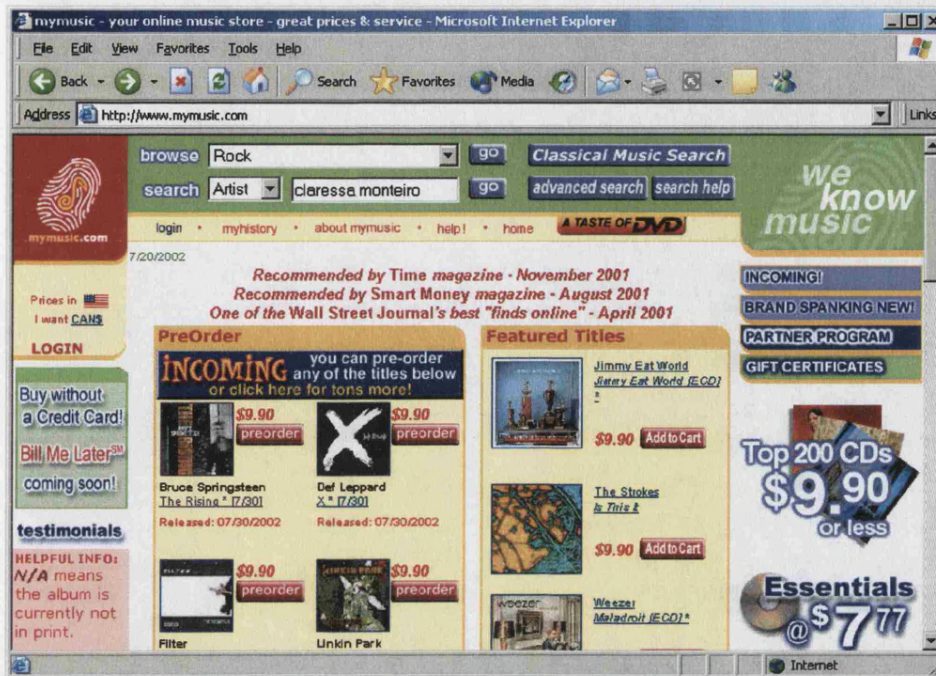 mymusic - your online music store - great prices & service - Microsoft Internet Explorer
File Edit View Favorites Tools Help
Back Search Favorites Media
Address http://www.mymusic.com Links
browse Rock go Classical Music Search
search Artist claressa monteiro go advanced search search help
we know music
mymusic.com
login • myhistory • about mymusic • help! • home A TASTE OF DVD
7/20/2002
Recommended by Time magazine - November 2001
Recommended by Smart Money magazine - August 2001
One of the Wall Street Journal's best "finds online" - April 2001
Prices in
I want CAN$
LOGIN
Buy without
a Credit Card!
Bill Me Later SM
coming soon!
testimonials
HELPFUL INFO:
N/A means
the album is
currently not
in print.
PreOrder
INCOMING you can pre-order
any of the titles below
or click here for tons more!
$9.90
preorder
Bruce Springsteen
The Rising * [7/30]
Released: 07/30/2002
$9.90
preorder
Def Leppard
X * [7/30]
Released: 07/30/2002
$9.90
preorder
Filter
LINKIN PARK
$9.90
preorder
Linkin Park
Featured Titles
Jimmy Eat World
Jimmy Eat World [ECD]
*
$9.90 Add to Cart
The Strokes
Is This It
$9.90 Add to Cart
weezer
Weezer
Maladroit [ECD] *
INCOMING!
BRAND SPANKING NEW!
PARTNER PROGRAM
GIFT CERTIFICATES
Top 200 CDs
$9.90
or less
Essentials
@ $7.77
Internet